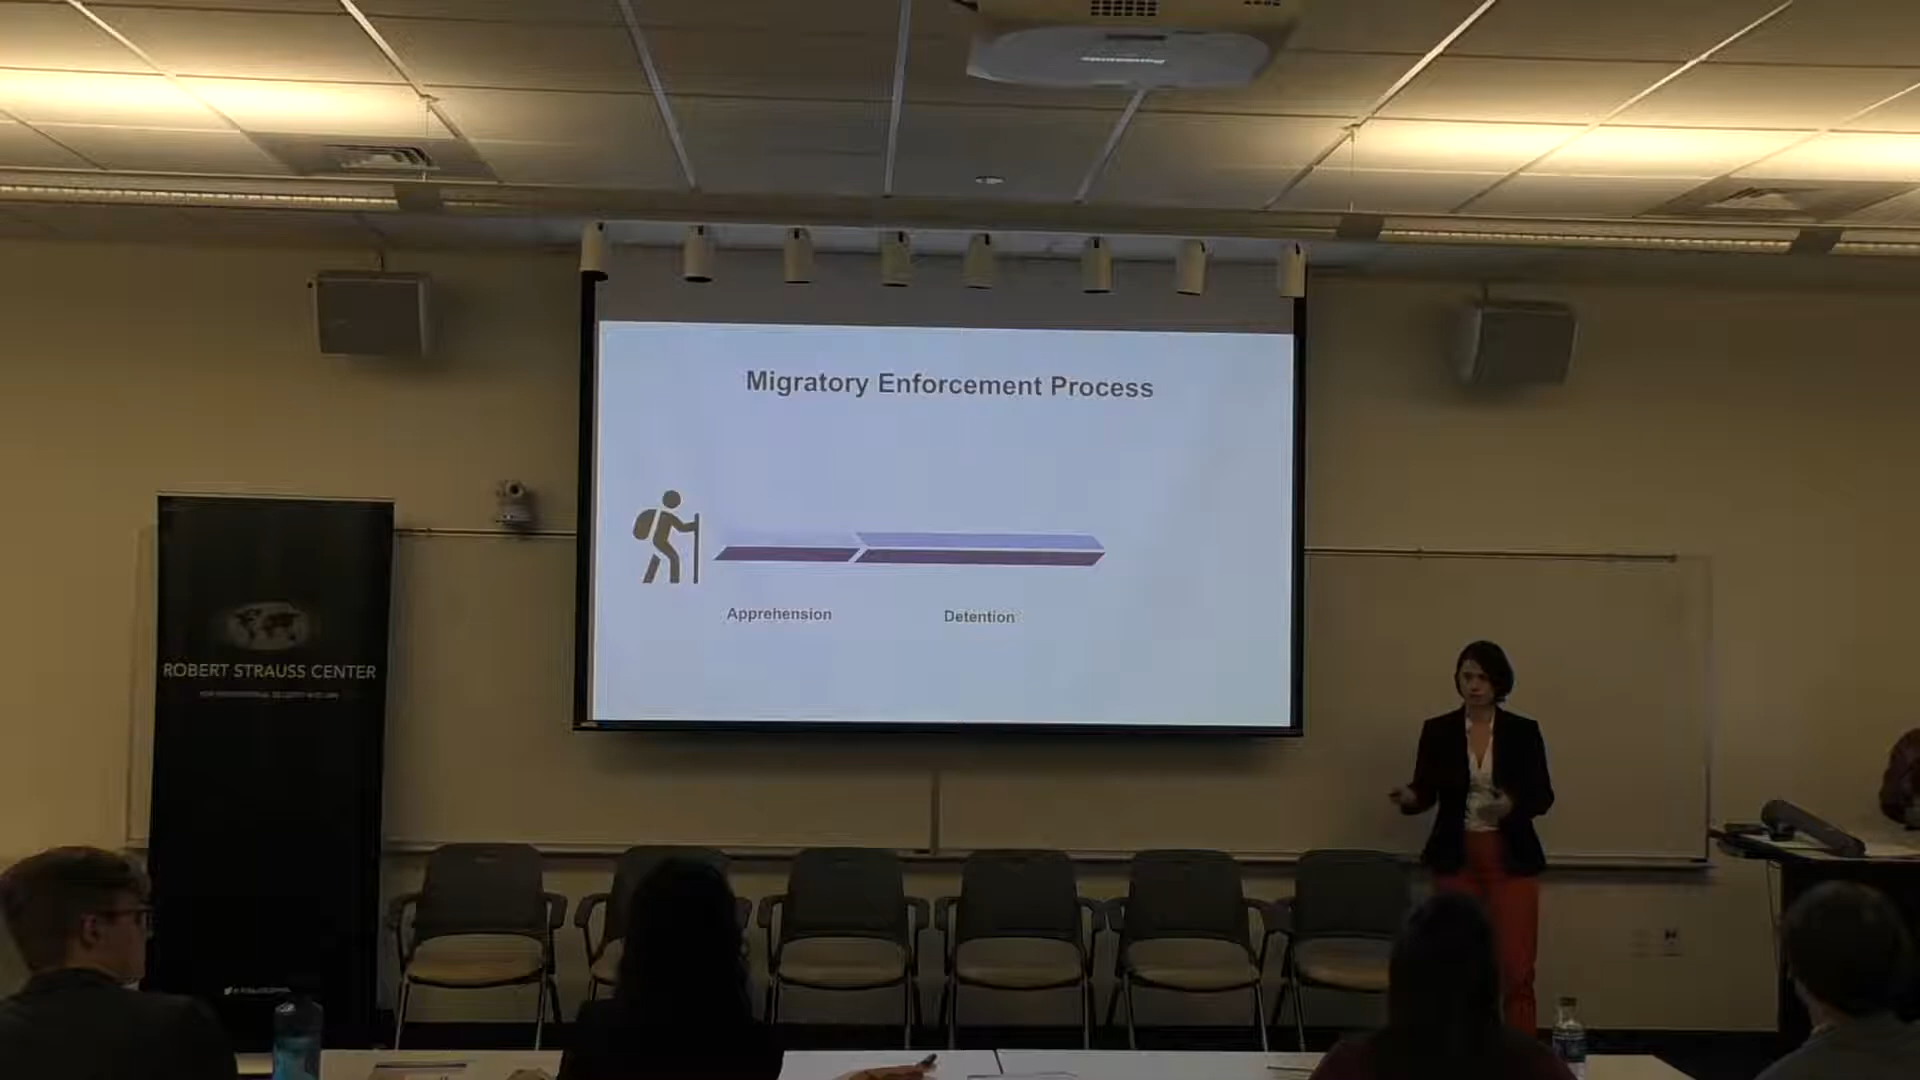 Migratory Enforcement Process
Apprehension
Detention
ROBERT STRAUSS CENTER